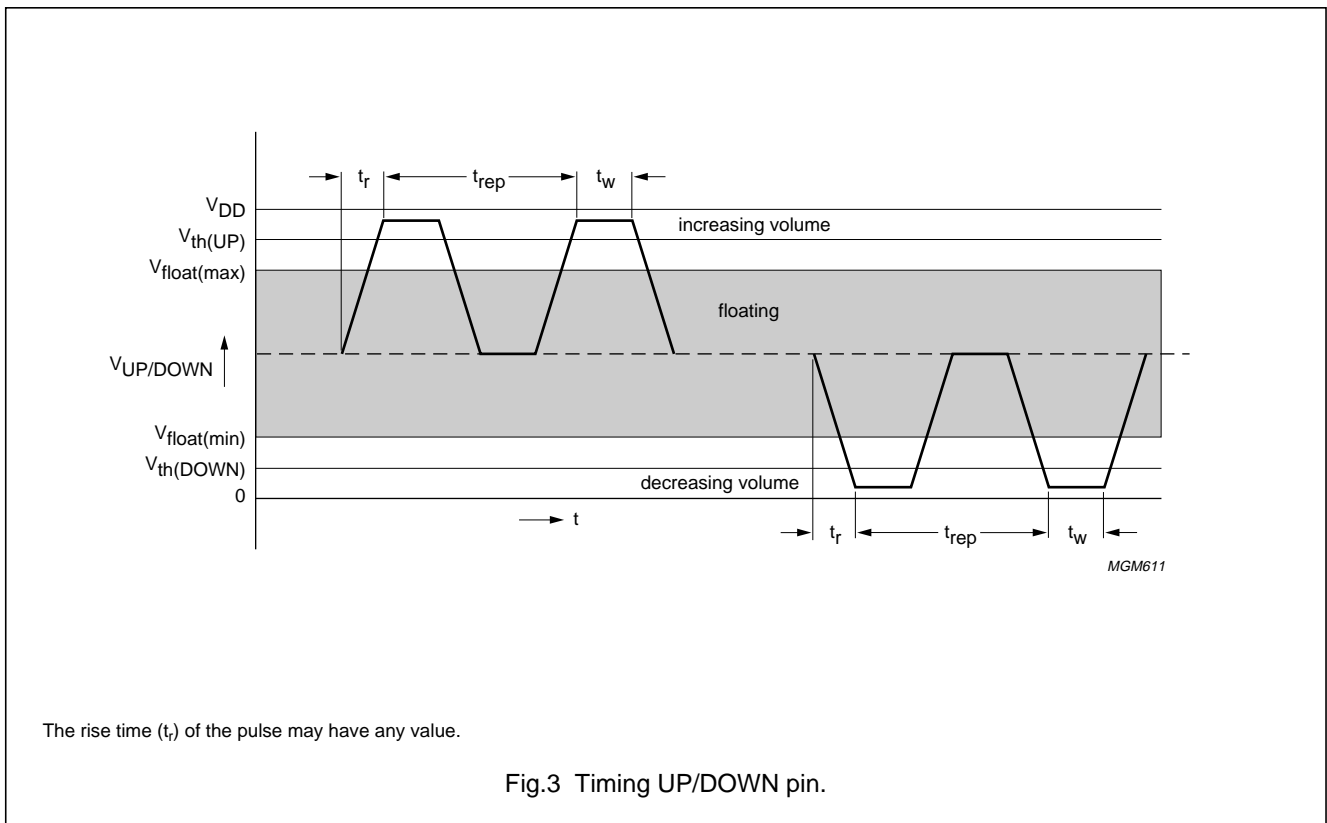 t_r t_rep t_w
V_DD
increasing volume
V_th(UP)
V_float(max)
floating
V_UP/DOWN
V_float(min)
V_th(DOWN)
decreasing volume
0
t
t_r t_rep t_w
MGM611
The rise time (t_r) of the pulse may have any value.
Fig.3 Timing UP/DOWN pin.